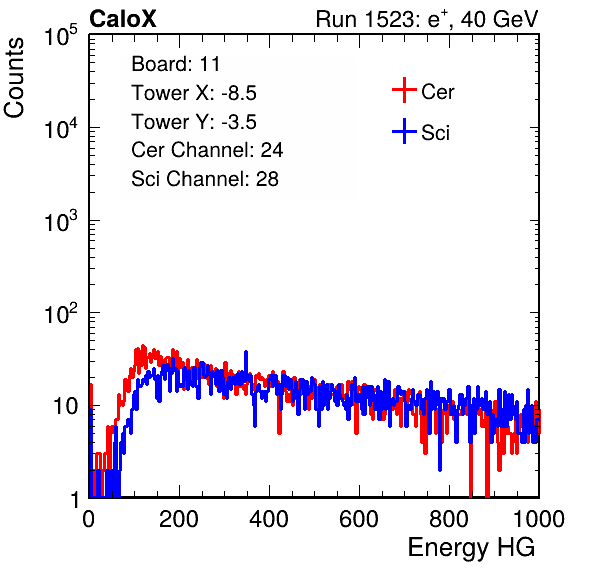 CaloX Run 1523: e⁺, 40 GeV
Counts
Board: 11
Tower X: -8.5
Tower Y: -3.5
Cer Channel: 24
Sci Channel: 28
Cer
Sci
10⁵
10⁴
10³
10²
10
1
0 200 400 600 800 1000
Energy HG